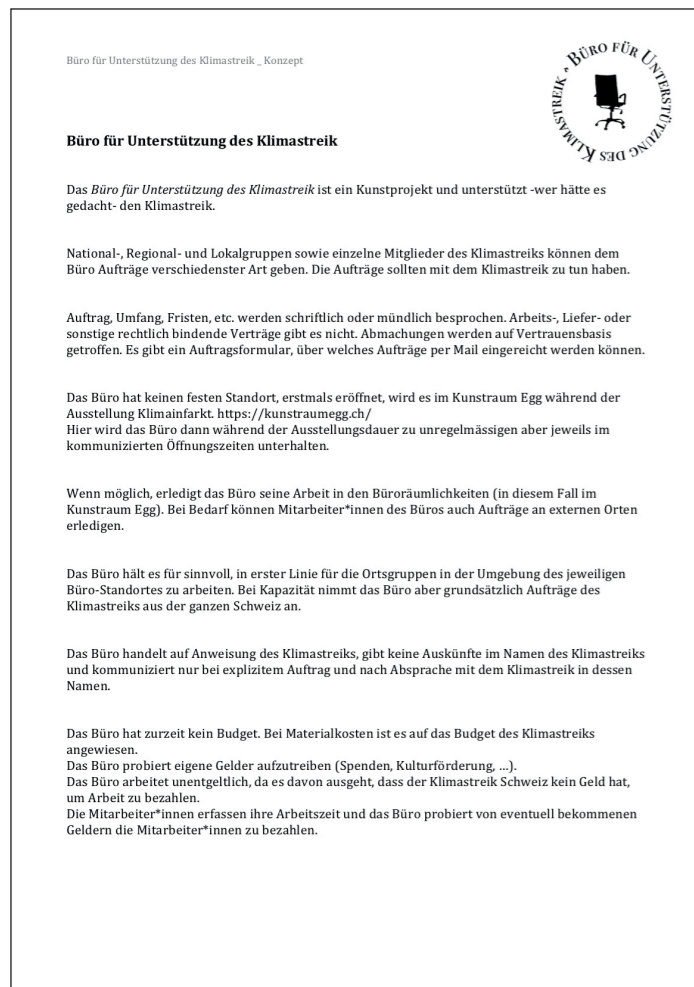 Büro für Unterstützung des Klimastreik _ Konzept
BÜRO FÜR UNTERSTÜTZUNG DES KLIMASTREIK
Büro für Unterstützung des Klimastreik
Das Büro für Unterstützung des Klimastreik ist ein Kunstprojekt und unterstützt -wer hätte es
gedacht- den Klimastreik.
National-, Regional- und Lokalgruppen sowie einzelne Mitglieder des Klimastreiks können dem
Büro Aufträge verschiedenster Art geben. Die Aufträge sollten mit dem Klimastreik zu tun haben.
Auftrag, Umfang, Fristen, etc. werden schriftlich oder mündlich besprochen. Arbeits-, Liefer- oder
sonstige rechtlich bindende Verträge gibt es nicht. Abmachungen werden auf Vertrauensbasis
getroffen. Es gibt ein Auftragsformular, über welches Aufträge per Mail eingereicht werden können.
Das Büro hat keinen festen Standort, erstmals eröffnet, wird es im Kunstraum Egg während der
Ausstellung Klimainfarkt. https://kunstraumegg.ch/
Hier wird das Büro dann während der Ausstellungsdauer zu unregelmässigen aber jeweils im
kommunizierten Öffnungszeiten unterhalten.
Wenn möglich, erledigt das Büro seine Arbeit in den Büroräumlichkeiten (in diesem Fall im
Kunstraum Egg). Bei Bedarf können Mitarbeiter*innen des Büros auch Aufträge an externen Orten
erledigen.
Das Büro hält es für sinnvoll, in erster Linie für die Ortsgruppen in der Umgebung des jeweiligen
Büro-Standortes zu arbeiten. Bei Kapazität nimmt das Büro aber grundsätzlich Aufträge des
Klimastreiks aus der ganzen Schweiz an.
Das Büro handelt auf Anweisung des Klimastreiks, gibt keine Auskünfte im Namen des Klimastreiks
und kommuniziert nur bei explizitem Auftrag und nach Absprache mit dem Klimastreik in dessen
Namen.
Das Büro hat zurzeit kein Budget. Bei Materialkosten ist es auf das Budget des Klimastreiks
angewiesen.
Das Büro probiert eigene Gelder aufzutreiben (Spenden, Kulturförderung, ...).
Das Büro arbeitet unentgeltlich, da es davon ausgeht, dass der Klimastreik Schweiz kein Geld hat,
um Arbeit zu bezahlen.
Die Mitarbeiter*innen erfassen ihre Arbeitszeit und das Büro probiert von eventuell bekommenen
Geldern die Mitarbeiter*innen zu bezahlen.